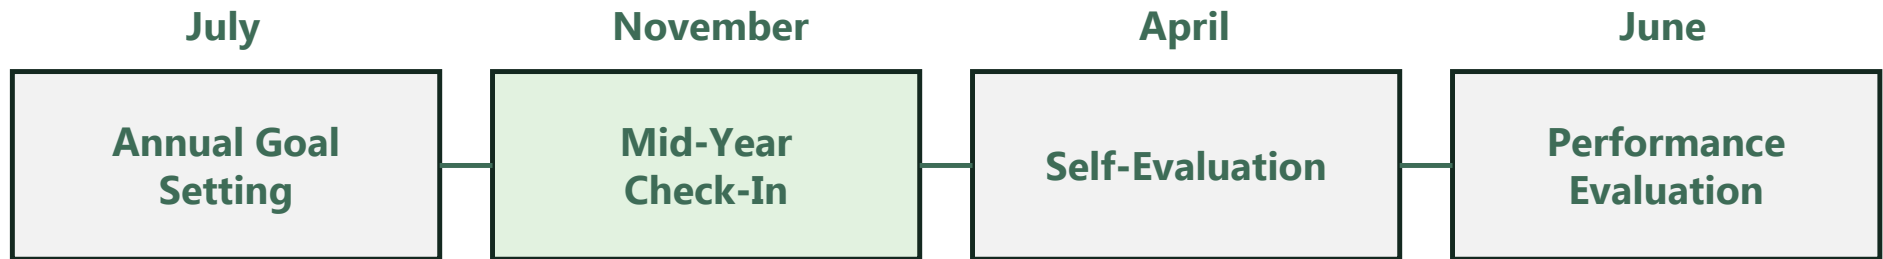 July
November
April
June
Annual Goal
Setting
Mid-Year
Check-In
Self-Evaluation
Performance
Evaluation